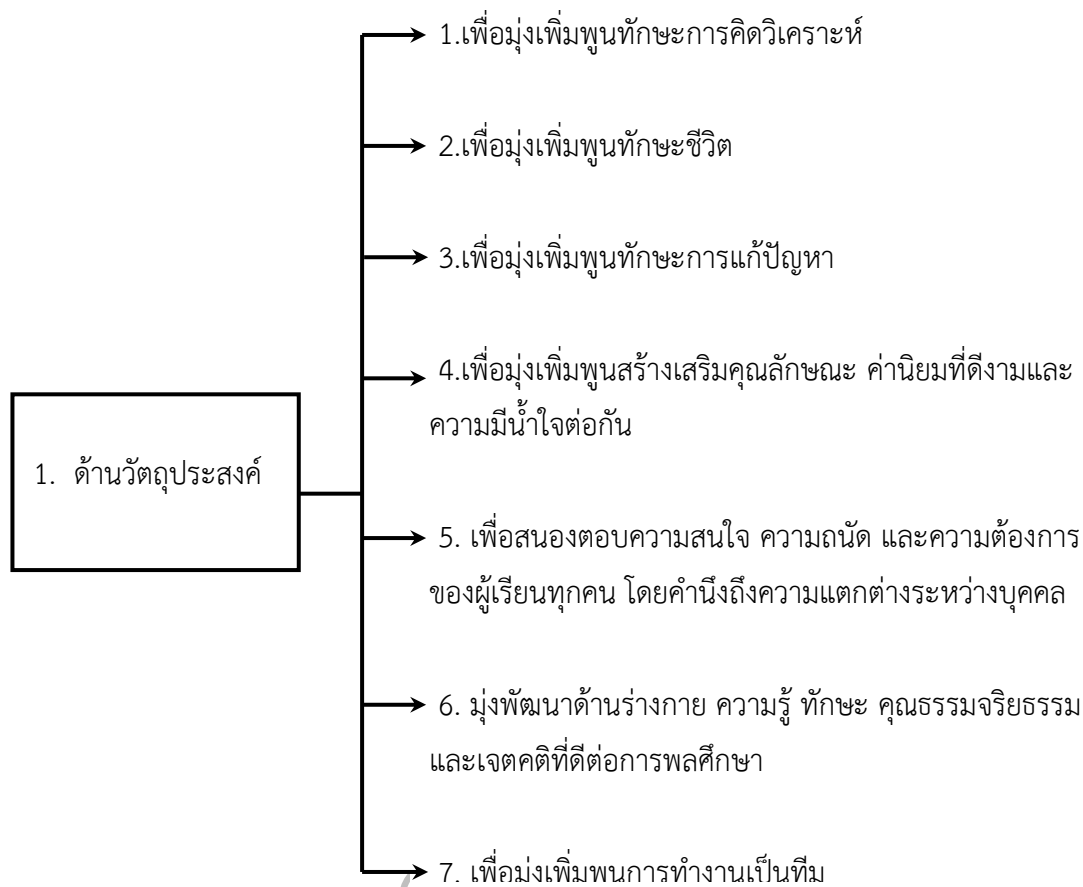 1.เพื่อมุ่งเพิ่มพูนทักษะการคิดวิเคราะห์
2.เพื่อมุ่งเพิ่มพูนทักษะชีวิต
3.เพื่อมุ่งเพิ่มพูนทักษะการแก้ปัญหา
4.เพื่อมุ่งเพิ่มพูนสร้างเสริมคุณลักษณะ ค่านิยมที่ดีงามและ
ความมีน้ำใจต่อกัน
1. ด้านวัตถุประสงค์
5. เพื่อสนองตอบความสนใจ ความถนัด และความต้องการ
ของผู้เรียนทุกคน โดยคำนึงถึงความแตกต่างระหว่างบุคคล
6. มุ่งพัฒนาด้านร่างกาย ความรู้ ทักษะ คุณธรรมจริยธรรม
และเจตคติที่ดีต่อการพลศึกษา
7. เพื่อมุ่งเพิ่มพูนการทำงานเป็นทีม